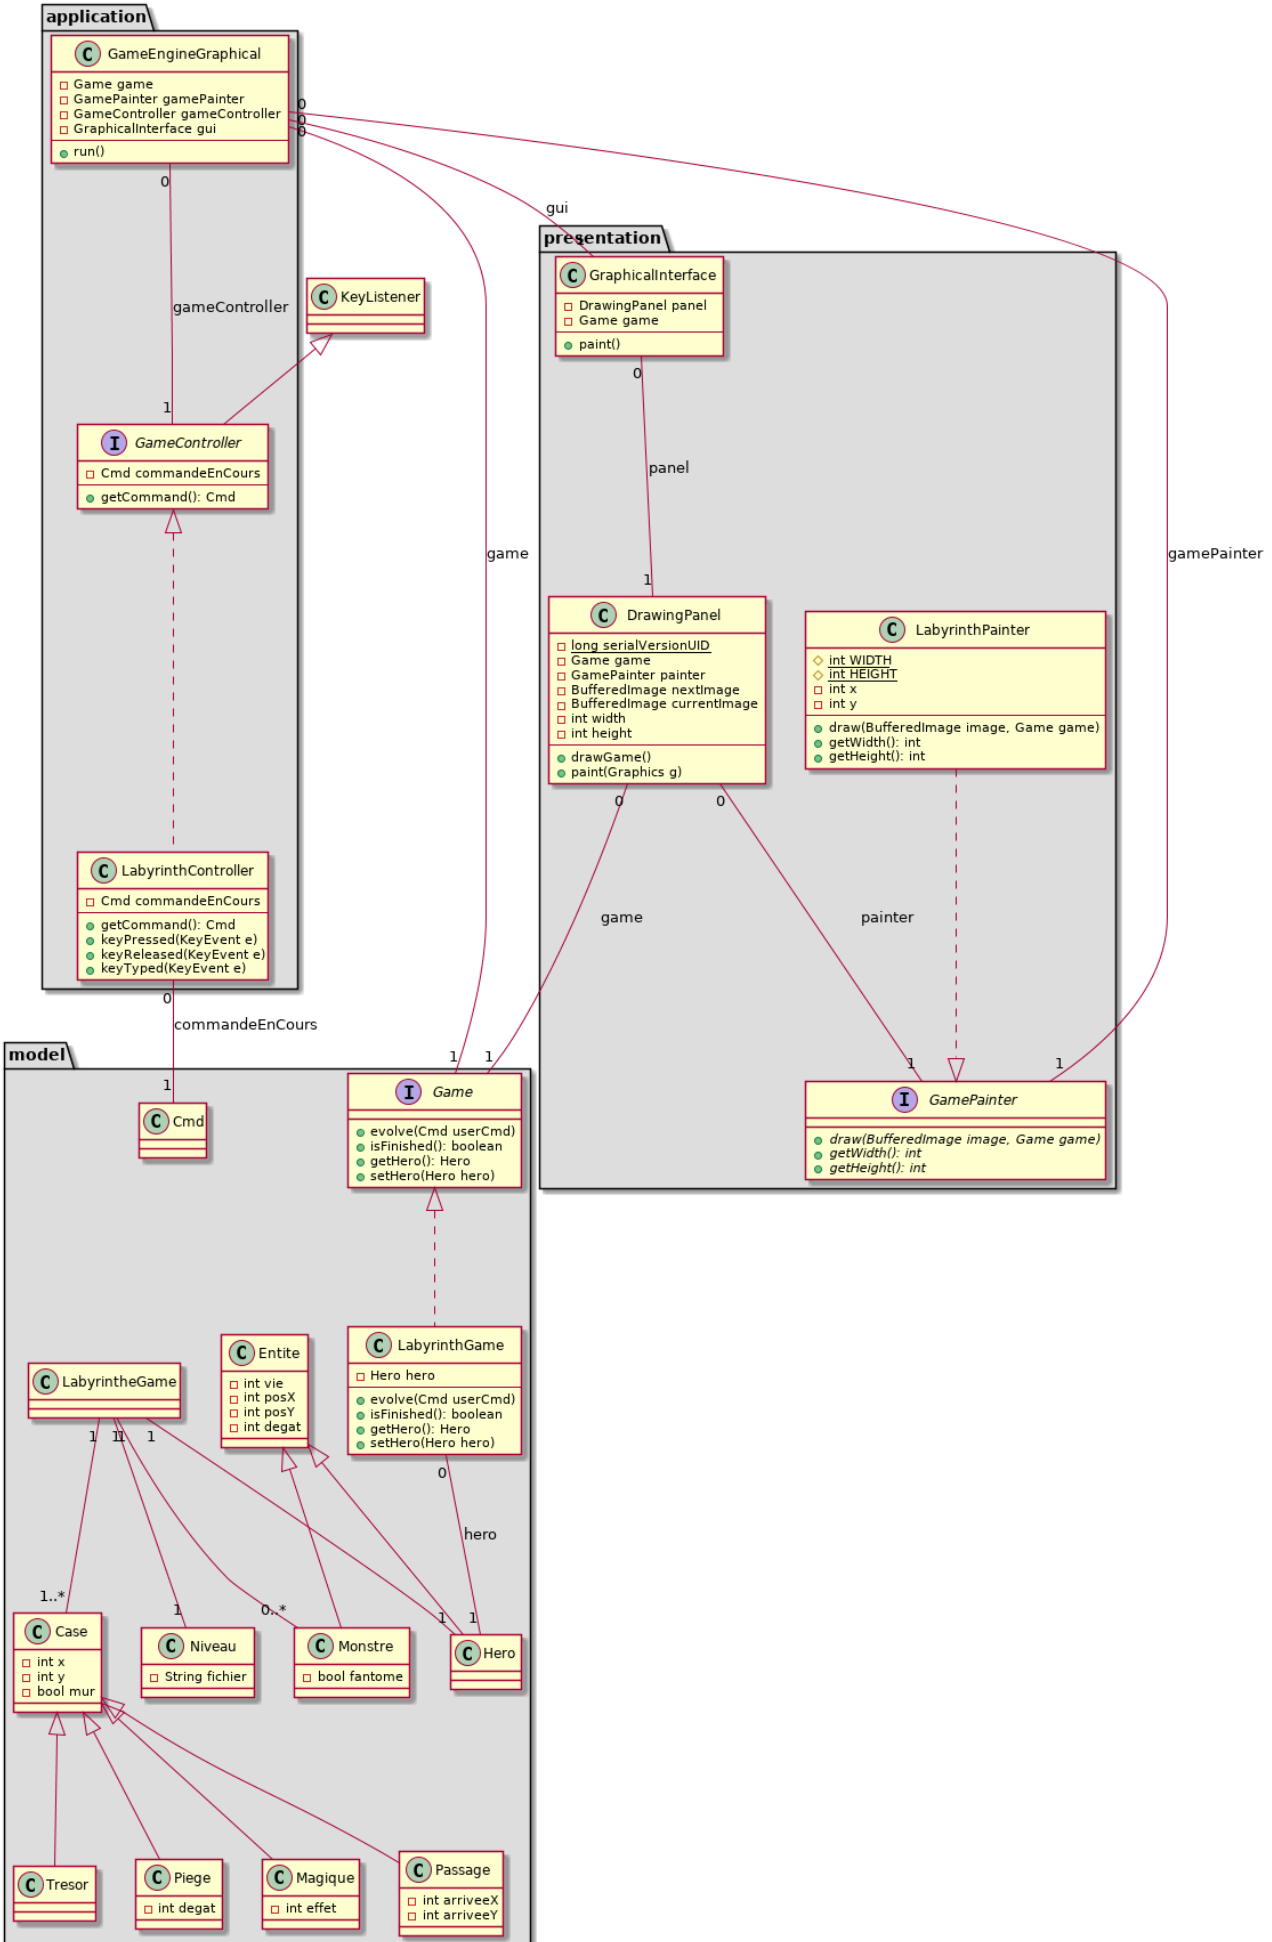 application
C GameEngineGraphical
Game game
GamePainter gamePainter
GameController gameController
GraphicalInterface gui
run()
0
0
0
0
gameController
1
gui
game
gamePainter
C KeyListener
I GameController
Cmd commandeEnCours
getCommand(): Cmd
C LabyrinthController
Cmd commandeEnCours
getCommand(): Cmd
keyPressed(KeyEvent e)
keyReleased(KeyEvent e)
keyTyped(KeyEvent e)
0
commandeEnCours
1
presentation
C GraphicalInterface
DrawingPanel panel
Game game
paint()
0
panel
1
C DrawingPanel
long serialVersionUID
Game game
GamePainter painter
BufferedImage nextImage
BufferedImage currentImage
int width
int height
drawGame()
paint(Graphics g)
0
0
game
painter
C LabyrinthPainter
int WIDTH
int HEIGHT
int x
int y
draw(BufferedImage image, Game game)
getWidth(): int
getHeight(): int
1
1
I GamePainter
draw(BufferedImage image, Game game)
getWidth(): int
getHeight(): int
model
C Cmd
1
1
I Game
evolve(Cmd userCmd)
isFinished(): boolean
getHero(): Hero
setHero(Hero hero)
C LabyrintheGame
1
1
1
1
C Entite
int vie
int posX
int posY
int degat
C LabyrinthGame
Hero hero
evolve(Cmd userCmd)
isFinished(): boolean
getHero(): Hero
setHero(Hero hero)
0
hero
1..*
1
0..*
1
1
C Case
int x
int y
bool mur
C Niveau
String fichier
C Monstre
bool fantome
C Hero
C Tresor
C Piege
int degat
C Magique
int effet
C Passage
int arriveeX
int arriveeY